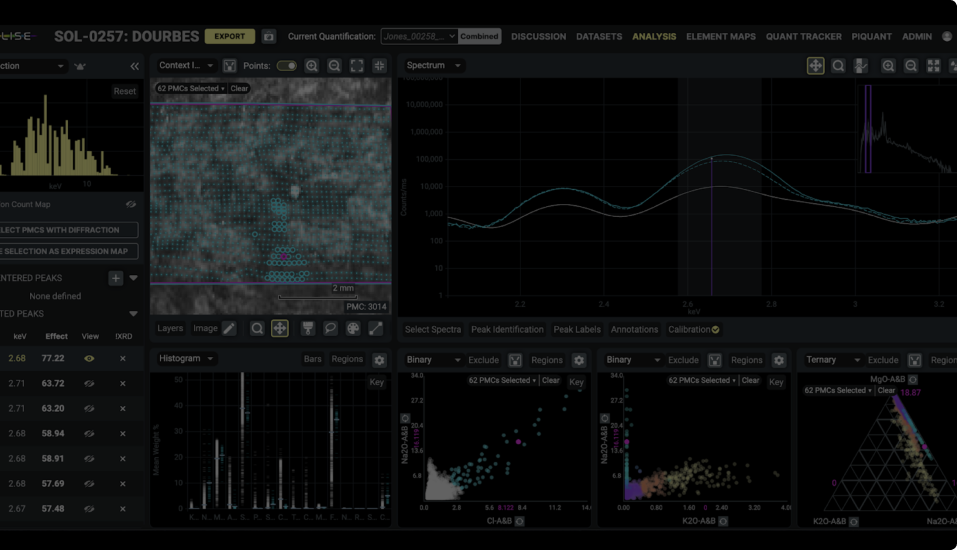 LISE
SOL-0257: DOURBES
EXPORT
Current Quantification:
Jones_00258_...
Combined
DISCUSSION
DATASETS
ANALYSIS
ELEMENT MAPS
QUANT TRACKER
PIQUANT
ADMIN
ction
Reset
keV
10
on Count Map
LECT PMCS WITH DIFFRACTION
E SELECTION AS EXPRESSION MAP
NTERED PEAKS
None defined
TED PEAKS
keV Effect View IXRD
2.68 77.22
2.71 63.72
2.71 63.20
2.68 58.94
2.68 58.91
2.68 57.69
2.67 57.48
Context I...
Points:
62 PMCs Selected Clear
2 mm
PMC: 3014
Layers Image
Spectrum
10,000,000
1,000,000
100,000
10,000
1,000
100
10
1
Counts/ms
2.2 2.4 2.6 2.8 3 3.2
keV
Select Spectra Peak Identification Peak Labels Annotations Calibration
Histogram
Bars Regions
Key
Mean Weight %
50
40
30
20
10
0
K... N... M... A... S... P... S... C... T... C... M... F... N... R... S... C...
Binary
Exclude
Regions
62 PMCs Selected Clear
Key
34.0
27.2
20.4
13.6
6.8
Na2O-A&B
0.0 2.8 5.6 6.122 8.4 11.2 14.
Cl-A&B
Binary
Exclude
Regions
62 PMCs Selected Clear
Key
34.0
27.2
20.4
13.6
6.8
Na2O-A&B
0.00 0.80 1.60 0 2.40 3.20 4.0
K2O-A&B
Ternary
Exclude
Region
MgO-A&B
62 PMCs Selected Clear
18.87
0
1
K2O-A&B
Na2O-A